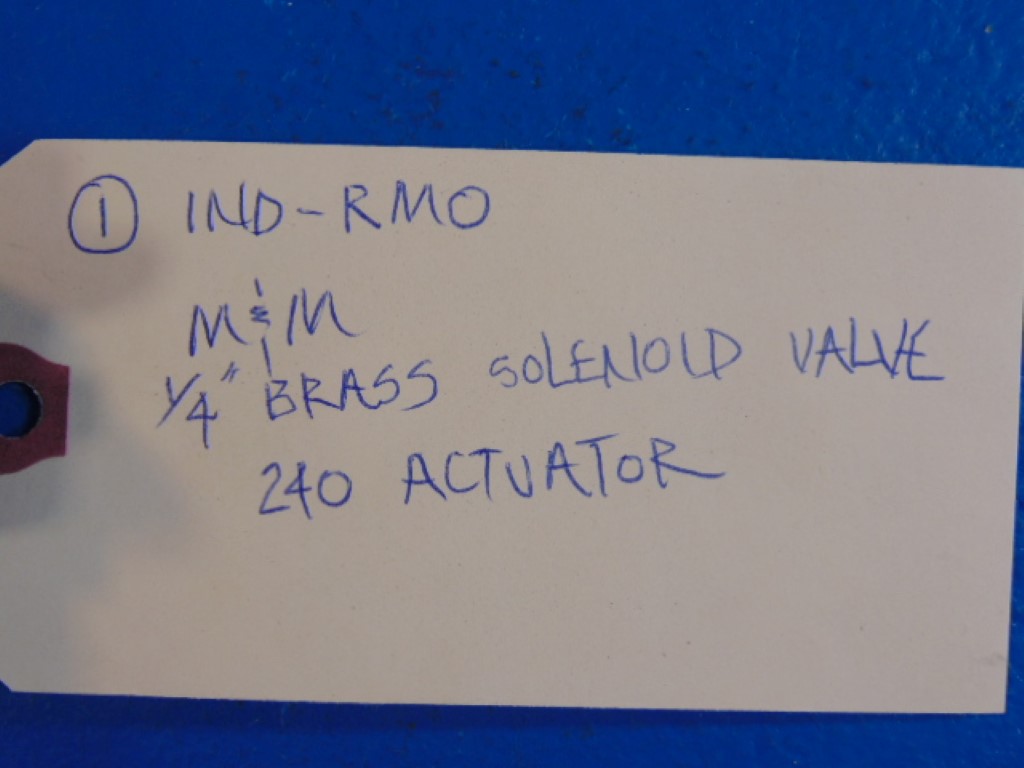 ① IND-RMO
M&M
1/4" BRASS SOLENOID VALVE
240 ACTUATOR